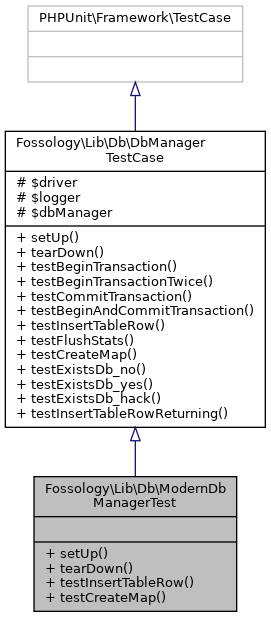 PHPUnit\Framework\TestCase
Fossology\Lib\Db\DbManager
TestCase
# $driver
# $logger
# $dbManager
+ setUp()
+ tearDown()
+ testBeginTransaction()
+ testBeginTransactionTwice()
+ testCommitTransaction()
+ testBeginAndCommitTransaction()
+ testInsertTableRow()
+ testFlushStats()
+ testCreateMap()
+ testExistsDb_no()
+ testExistsDb_yes()
+ testExistsDb_hack()
+ testInsertTableRowReturning()
Fossology\Lib\Db\ModernDb
ManagerTest
+ setUp()
+ tearDown()
+ testInsertTableRow()
+ testCreateMap()